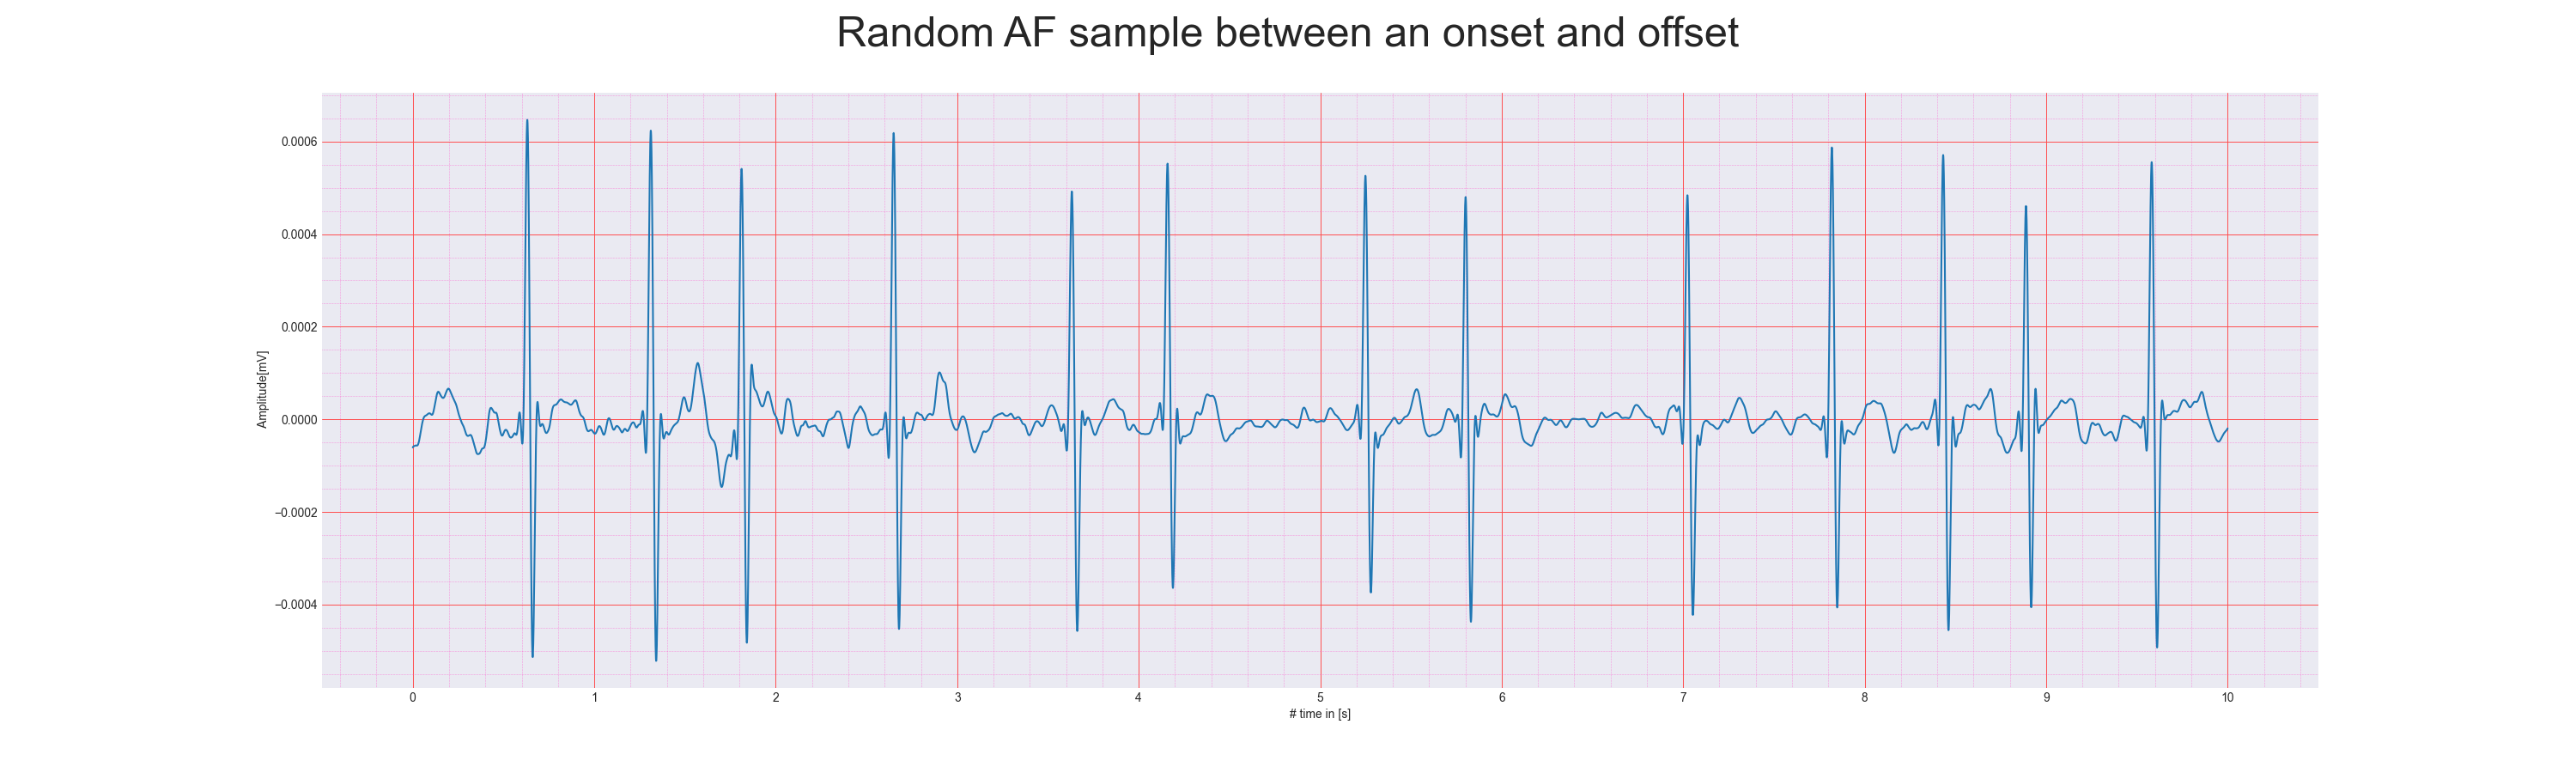 Random AF sample between an onset and offset
0.0006
0.0004
0.0002
0.0000
−0.0002
−0.0004
Amplitude[mV]
0 1 2 3 4 5 6 7 8 9 10
# time in [s]